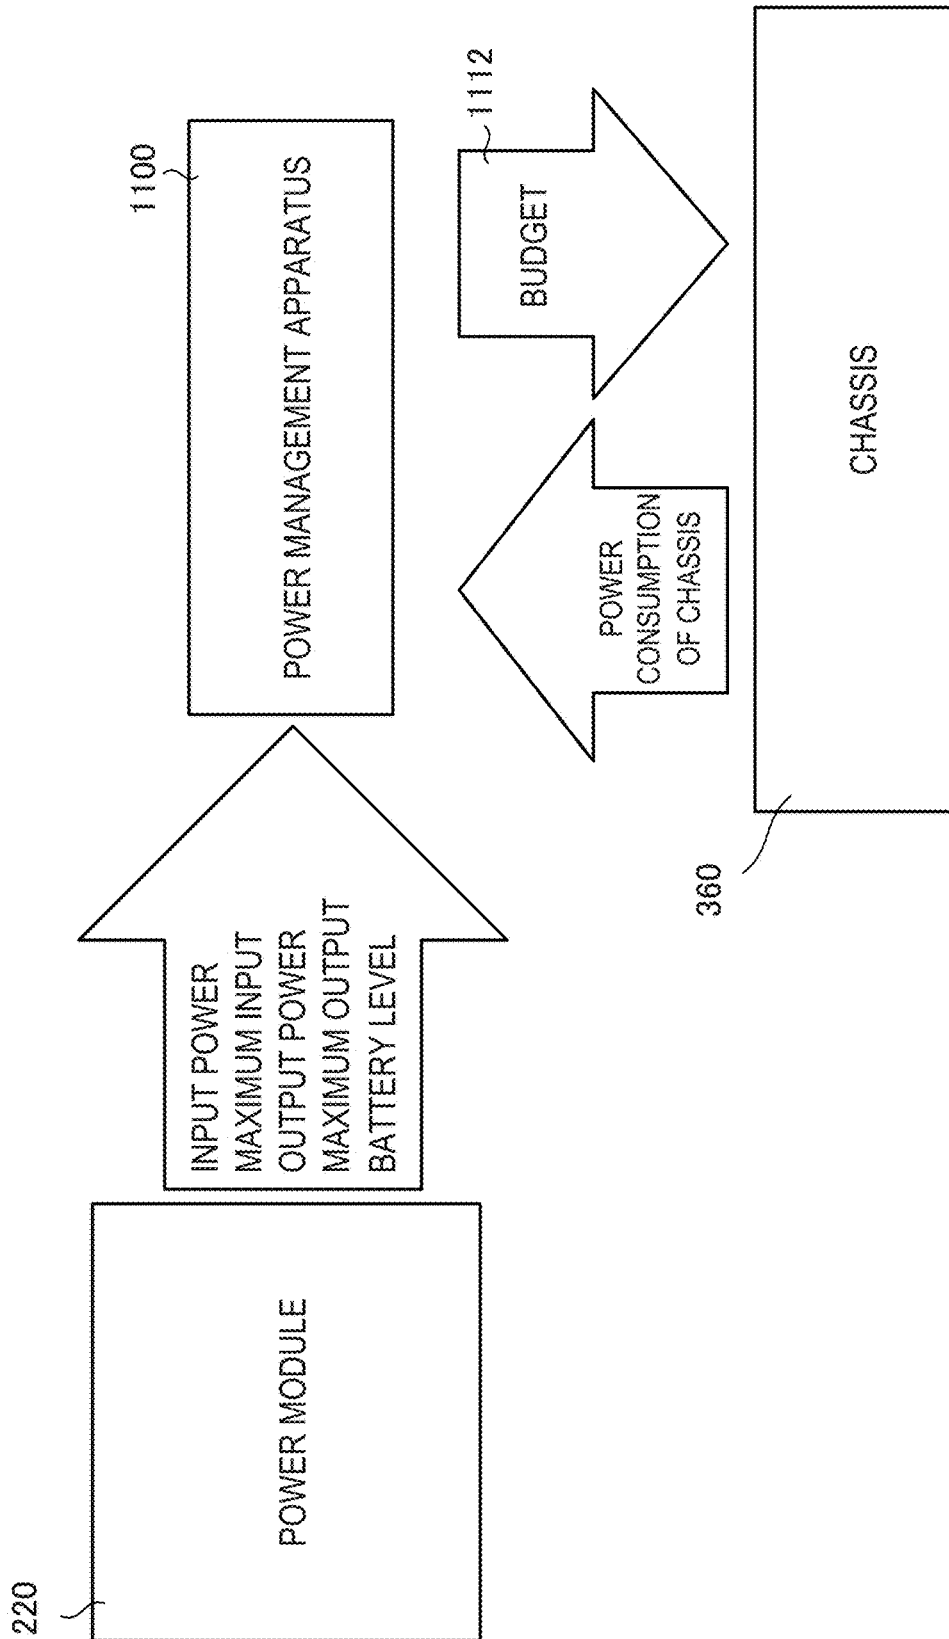 220
POWER MODULE
INPUT POWER
MAXIMUM INPUT
OUTPUT POWER
MAXIMUM OUTPUT
BATTERY LEVEL
1100
POWER MANAGEMENT APPARATUS
POWER
CONSUMPTION
OF CHASSIS
BUDGET
1112
360
CHASSIS